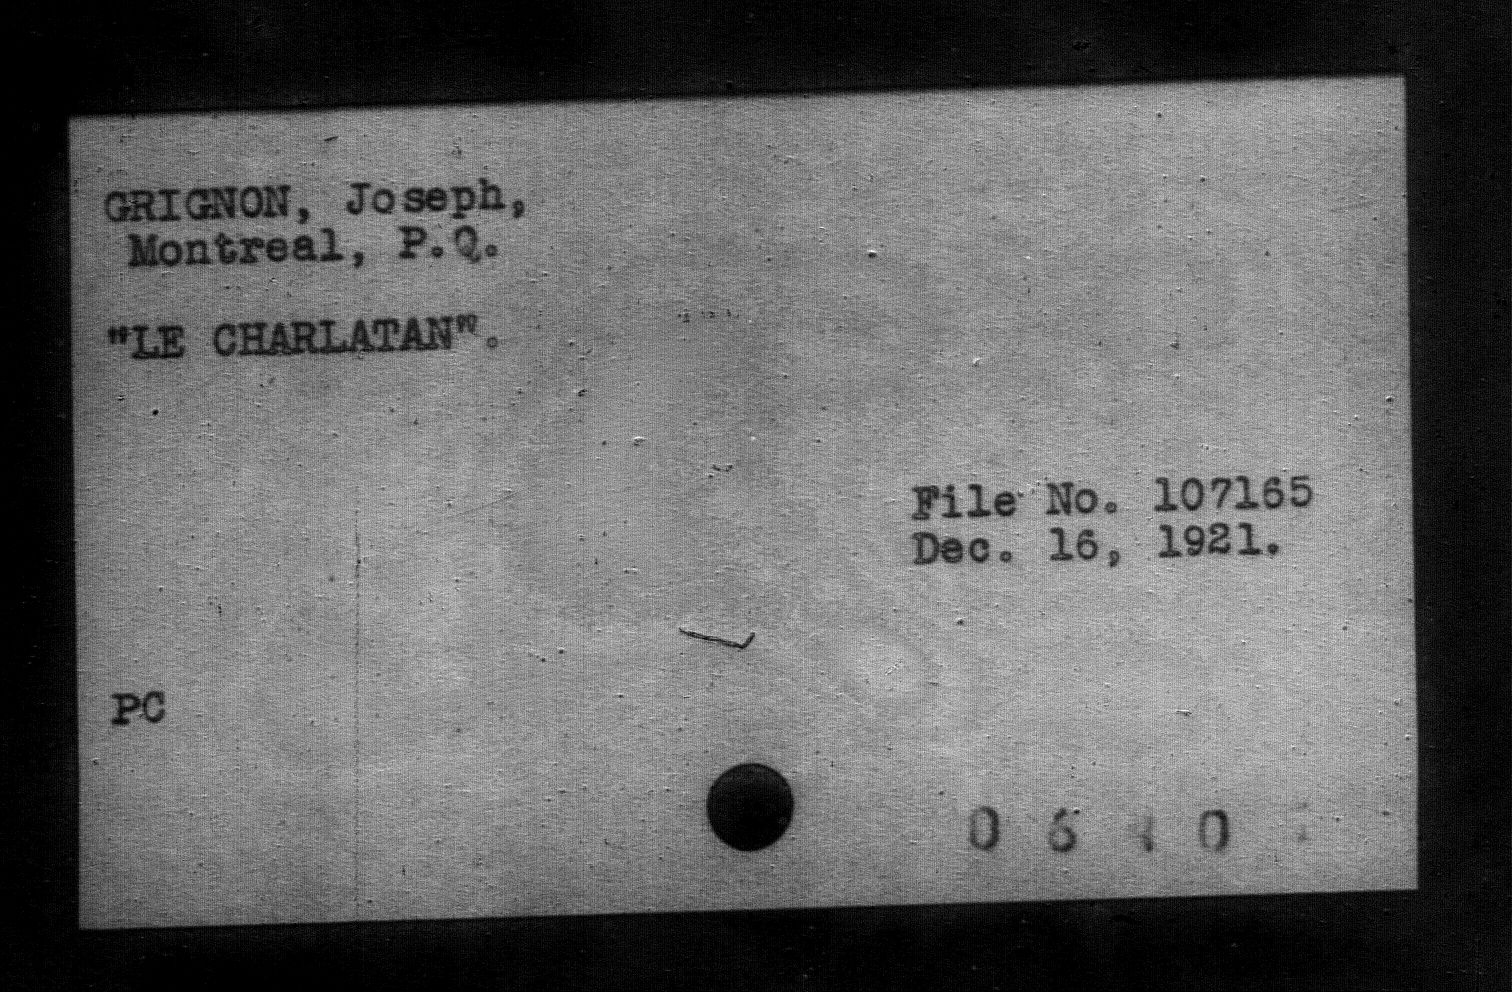 GRIGNON, Joseph,
Montreal, P.Q.
"LE CHARLATAN".
File No. 107165
Dec. 16, 1921.
PC